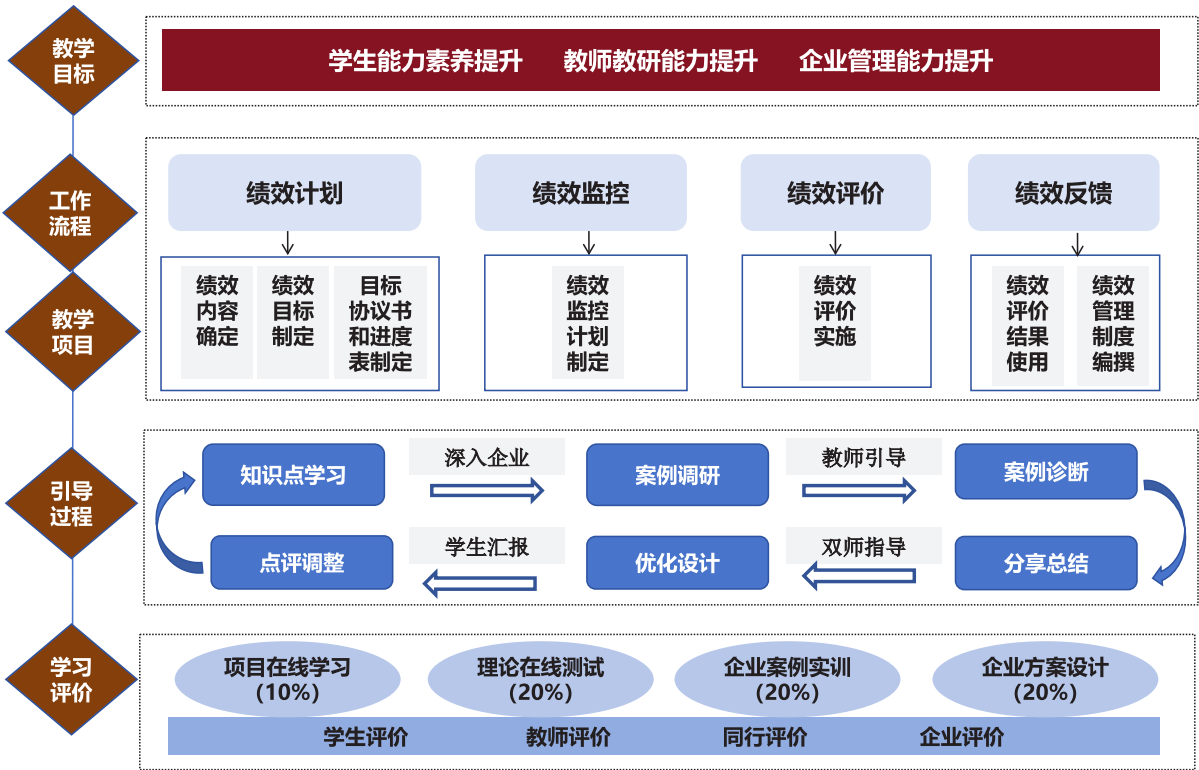 教学
目标
学生能力素养提升 教师教研能力提升 企业管理能力提升
工作
流程
绩效计划
绩效监控
绩效评价
绩效反馈
教学
项目
绩效
内容
确定
绩效
目标
制定
目标
协议书
和进度
表制定
绩效
监控
计划
制定
绩效
评价
实施
绩效
评价
结果
使用
绩效
管理
制度
编撰
引导
过程
知识点学习
深入企业
案例调研
教师引导
案例诊断
点评调整
学生汇报
优化设计
双师指导
分享总结
学习
评价
项目在线学习
(10%)
理论在线测试
(20%)
企业案例实训
(20%)
企业方案设计
(20%)
学生评价
教师评价
同行评价
企业评价